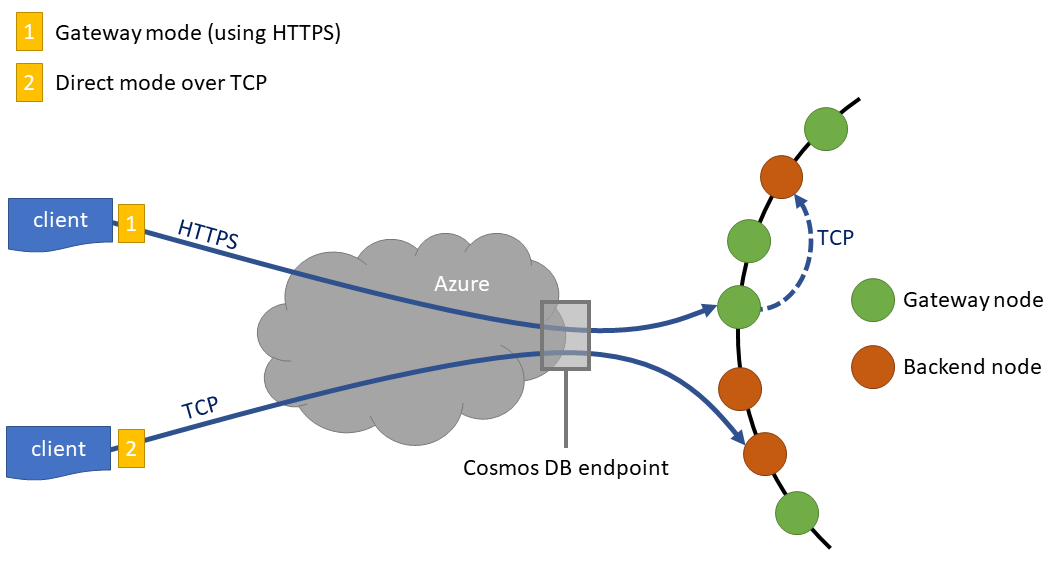 1 Gateway mode (using HTTPS)
2 Direct mode over TCP
client 1
HTTPS
Azure
TCP
Gateway node
Backend node
TCP
client 2
Cosmos DB endpoint